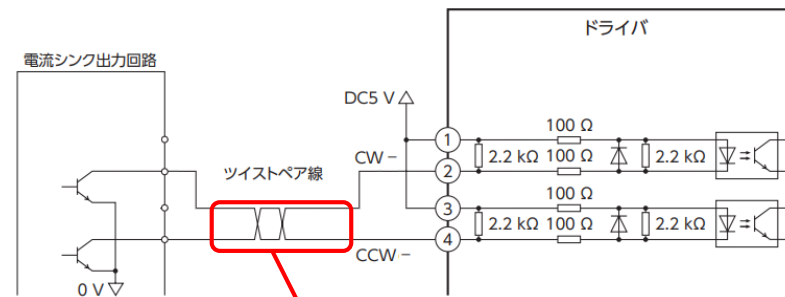 ドライバ
電流シンク出力回路
DC5 V
100 Ω
1
CW −
2.2 kΩ 100 Ω 2.2 kΩ
2
ツイストペア線
100 Ω
3
2.2 kΩ 100 Ω 2.2 kΩ
4
CCW −
0 V